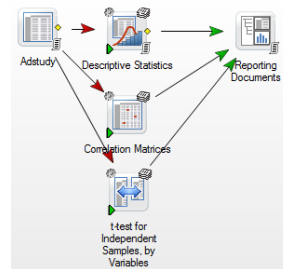 Adstudy
Descriptive Statistics
Reporting
Documents
Correlation Matrices
t-test for
Independent
Samples, by
Variables